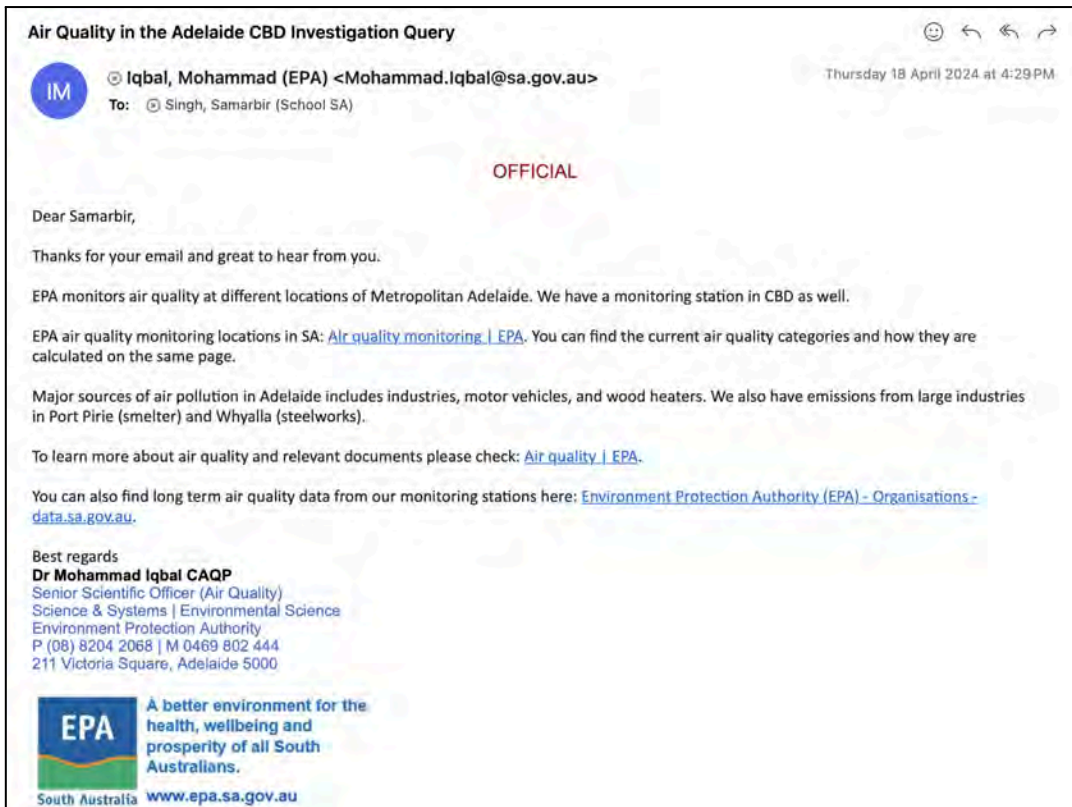 Air Quality in the Adelaide CBD Investigation Query
IM
Iqbal, Mohammad (EPA) <Mohammad.Iqbal@sa.gov.au>
Thursday 18 April 2024 at 4:29 PM
To: Singh, Samarbir (School SA)
OFFICIAL
Dear Samarbir,
Thanks for your email and great to hear from you.
EPA monitors air quality at different locations of Metropolitan Adelaide. We have a monitoring station in CBD as well.
EPA air quality monitoring locations in SA: Air quality monitoring | EPA. You can find the current air quality categories and how they are
calculated on the same page.
Major sources of air pollution in Adelaide includes industries, motor vehicles, and wood heaters. We also have emissions from large industries
in Port Pirie (smelter) and Whyalla (steelworks).
To learn more about air quality and relevant documents please check: Air quality | EPA.
You can also find long term air quality data from our monitoring stations here: Environment Protection Authority (EPA) - Organisations -
data.sa.gov.au.
Best regards
Dr Mohammad Iqbal CAQP
Senior Scientific Officer (Air Quality)
Science & Systems | Environmental Science
Environment Protection Authority
P (08) 8204 2068 | M 0469 802 444
211 Victoria Square, Adelaide 5000
EPA
South Australia
A better environment for the
health, wellbeing and
prosperity of all South
Australians.
www.epa.sa.gov.au